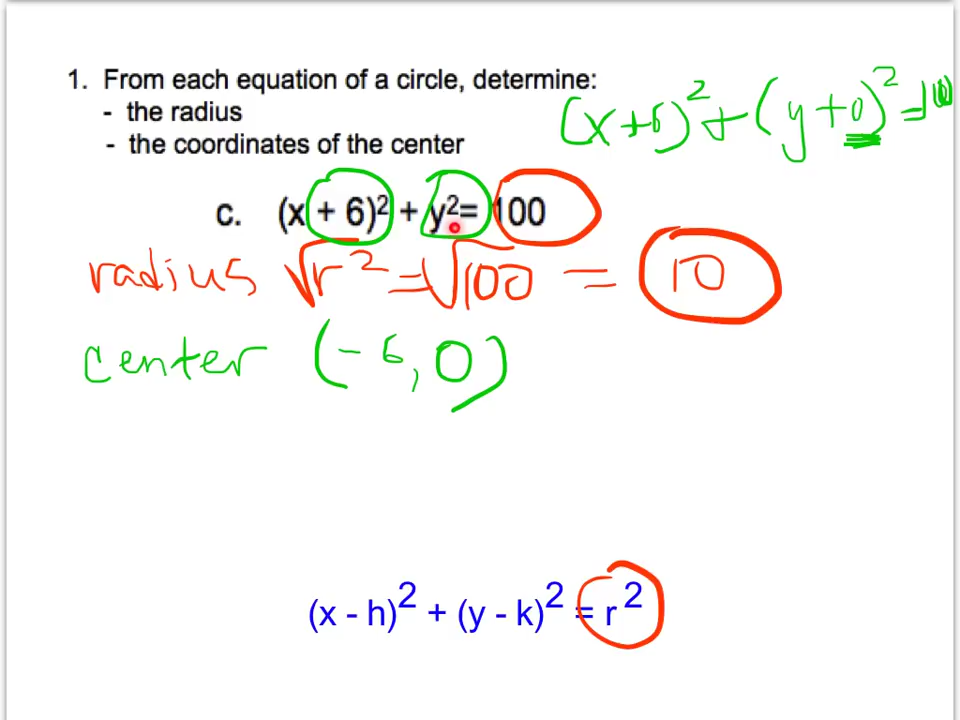 1. From each equation of a circle, determine:
- the radius
- the coordinates of the center
(x+6)²+(y+0)²=100
c. (x + 6)² + y² = 100
radius √r² = √100 = 10
center (-6, 0)
(x - h)² + (y - k)² = r²